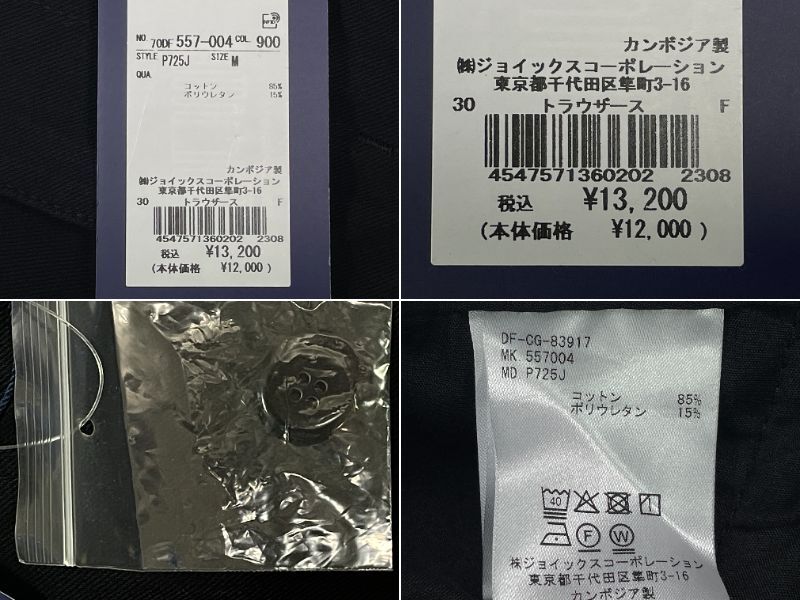 RFID
NO. 70DF 557-004 COL. 900
STYLE P725J SIZE M
QUA.
コットン 85%
ポリウレタン 15%
カンボジア製
㈱ジョイックスコーポレーション
東京都千代田区隼町3-16
30 トラウザース F
4547571360202 2308
税込 ¥13,200
(本体価格 ¥12,000 )
カンボジア製
㈱ジョイックスコーポレーション
東京都千代田区隼町3-16
30 トラウザース F
4547571360202 2308
税込 ¥13,200
(本体価格 ¥12,000 )
DF-CG-83917
MK 557004
MD P725J
コットン 85%
ポリウレタン 15%
40
F W
㈱ジョイックスコーポレーション
東京都千代田区隼町3-16
カンボジア製